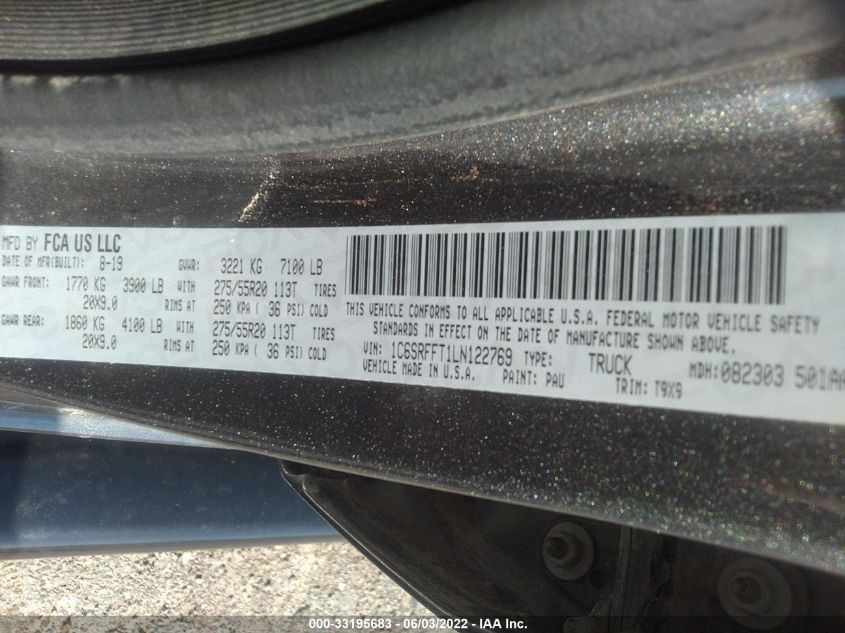 MFD BY FCA US LLC
DATE OF MFR(BUILT): 8-19 GVWR: 3221 KG 7100 LB
GAWR FRONT: 1770 KG 3900 LB WITH 275/55R20 113T TIRES
20X9.0 RIMS AT 250 KPA ( 36 PSI) COLD
GAWR REAR: 1860 KG 4100 LB WITH 275/55R20 113T TIRES
20X9.0 RIMS AT 250 KPA ( 36 PSI) COLD
THIS VEHICLE CONFORMS TO ALL APPLICABLE U.S.A. FEDERAL MOTOR VEHICLE SAFETY
STANDARDS IN EFFECT ON THE DATE OF MANUFACTURE SHOWN ABOVE.
VIN: 1C6SRFFT1LN122769 TYPE: TRUCK MDH: 082303 501AA
VEHICLE MADE IN U.S.A. PAINT: PAU TRIM: T9X9
000-33195683 - 06/03/2022 - IAA Inc.